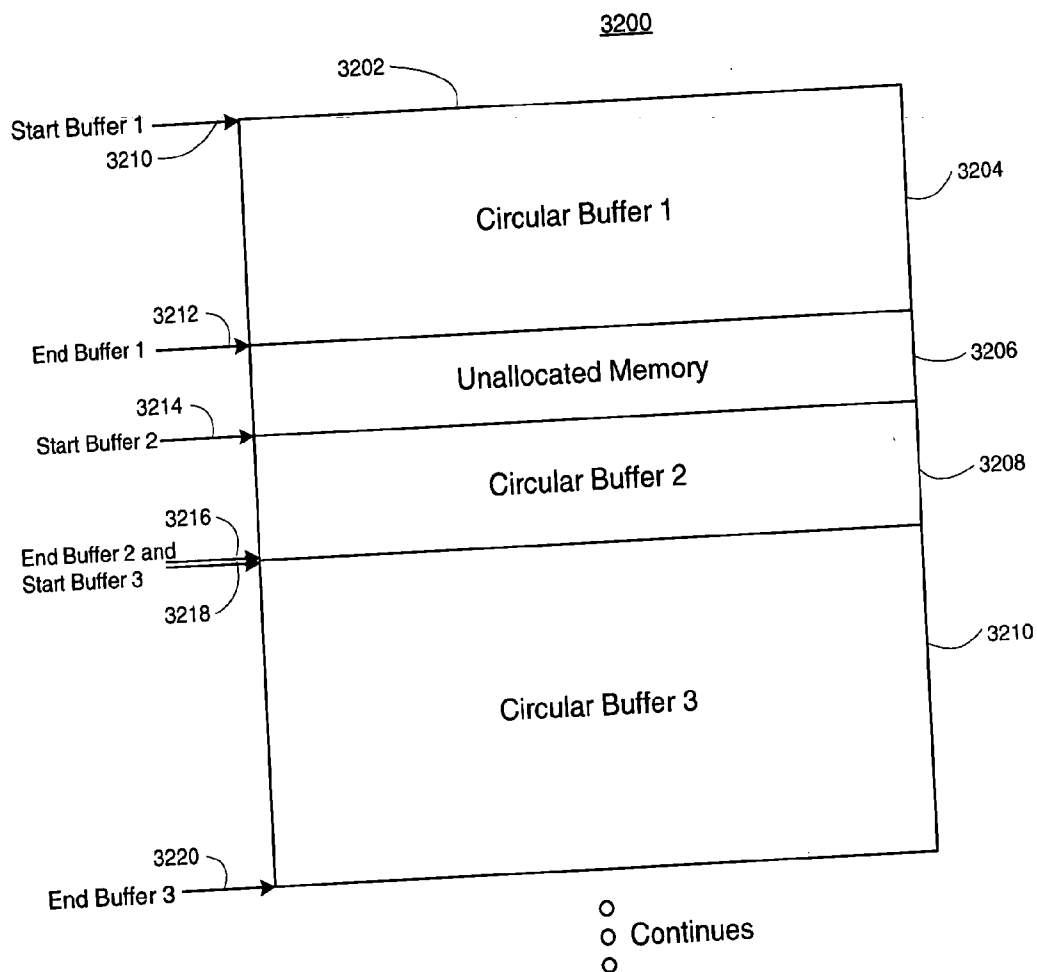 3200
3202
Start Buffer 1
3210
3204
Circular Buffer 1
3212
End Buffer 1
3206
Unallocated Memory
3214
Start Buffer 2
3208
Circular Buffer 2
3216
End Buffer 2 and
Start Buffer 3
3218
3210
Circular Buffer 3
3220
End Buffer 3
Continues